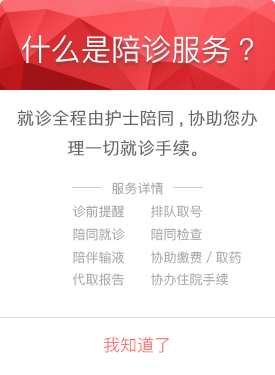 什么是陪诊服务？
就诊全程由护士陪同，协助您办
理一切就诊手续。
服务详情
诊前提醒 排队取号
陪同就诊 陪同检查
陪伴输液 协助缴费 / 取药
代取报告 协办住院手续
我知道了